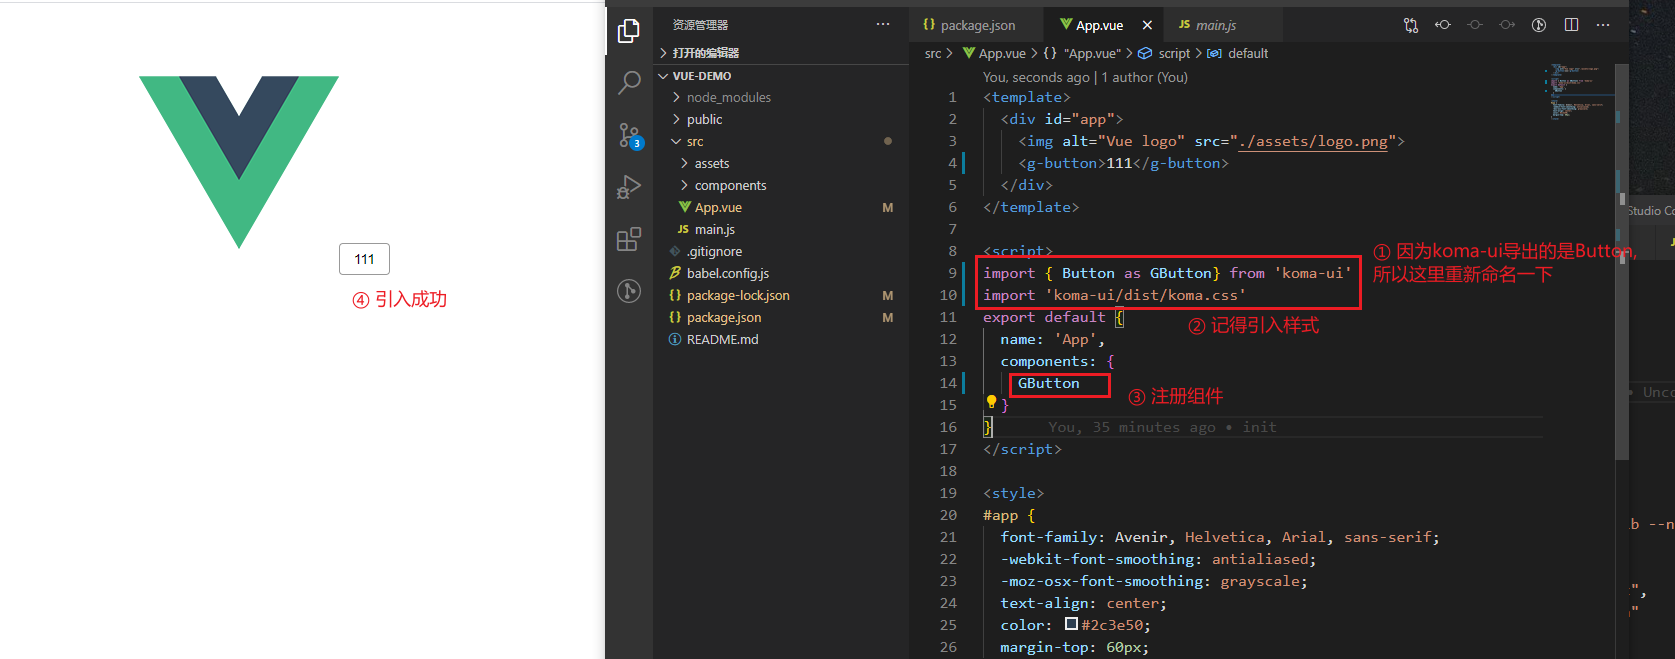 111
④ 引入成功
资源管理器
打开的编辑器
VUE-DEMO
node_modules
public
src
assets
components
App.vue M
JS main.js
.gitignore
babel.config.js
{} package-lock.json M
{} package.json M
README.md
3
{} package.json
App.vue
JS main.js
src > App.vue > {} "App.vue" > script > default
You, seconds ago | 1 author (You)
1 <template>
2 <div id="app">
3 <img alt="Vue logo" src="./assets/logo.png">
4 <g-button>111</g-button>
5 </div>
6 </template>
7
8 <script>
9 import { Button as GButton} from 'koma-ui'
10 import 'koma-ui/dist/koma.css'
11 export default {
12 name: 'App',
13 components: {
14 GButton
15 }
16 } You, 35 minutes ago • init
17 </script>
18
19 <style>
20 #app {
21 font-family: Avenir, Helvetica, Arial, sans-serif;
22 -webkit-font-smoothing: antialiased;
23 -moz-osx-font-smoothing: grayscale;
24 text-align: center;
25 color: #2c3e50;
26 margin-top: 60px;
① 因为koma-ui导出的是Button,
所以这里重新命名一下
② 记得引入样式
③ 注册组件
Studio Co
Unco
b --n
",
"